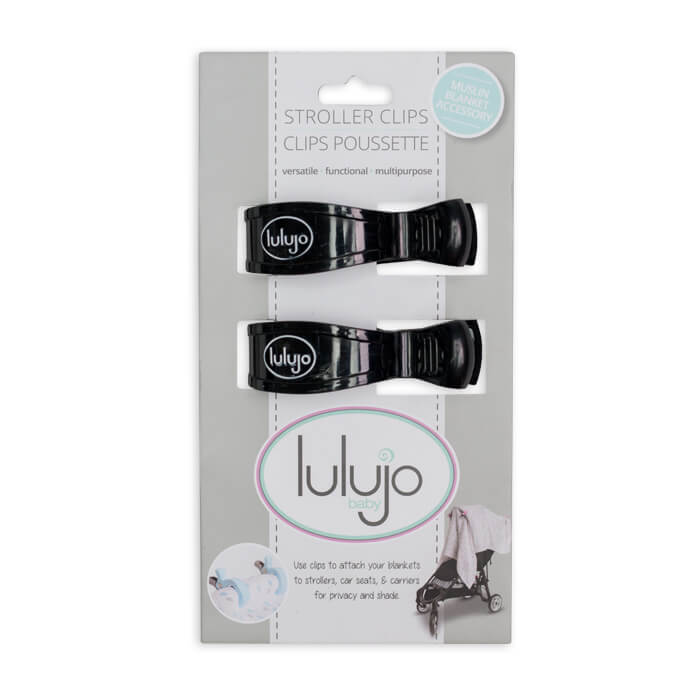 MUSLIN
BLANKET
ACCESSORY
STROLLER CLIPS
CLIPS POUSSETTE
versatile · functional · multipurpose
lulujo
lulujo
lulujo
baby
Use clips to attach your blankets
to strollers, car seats, & carriers
for privacy and shade.